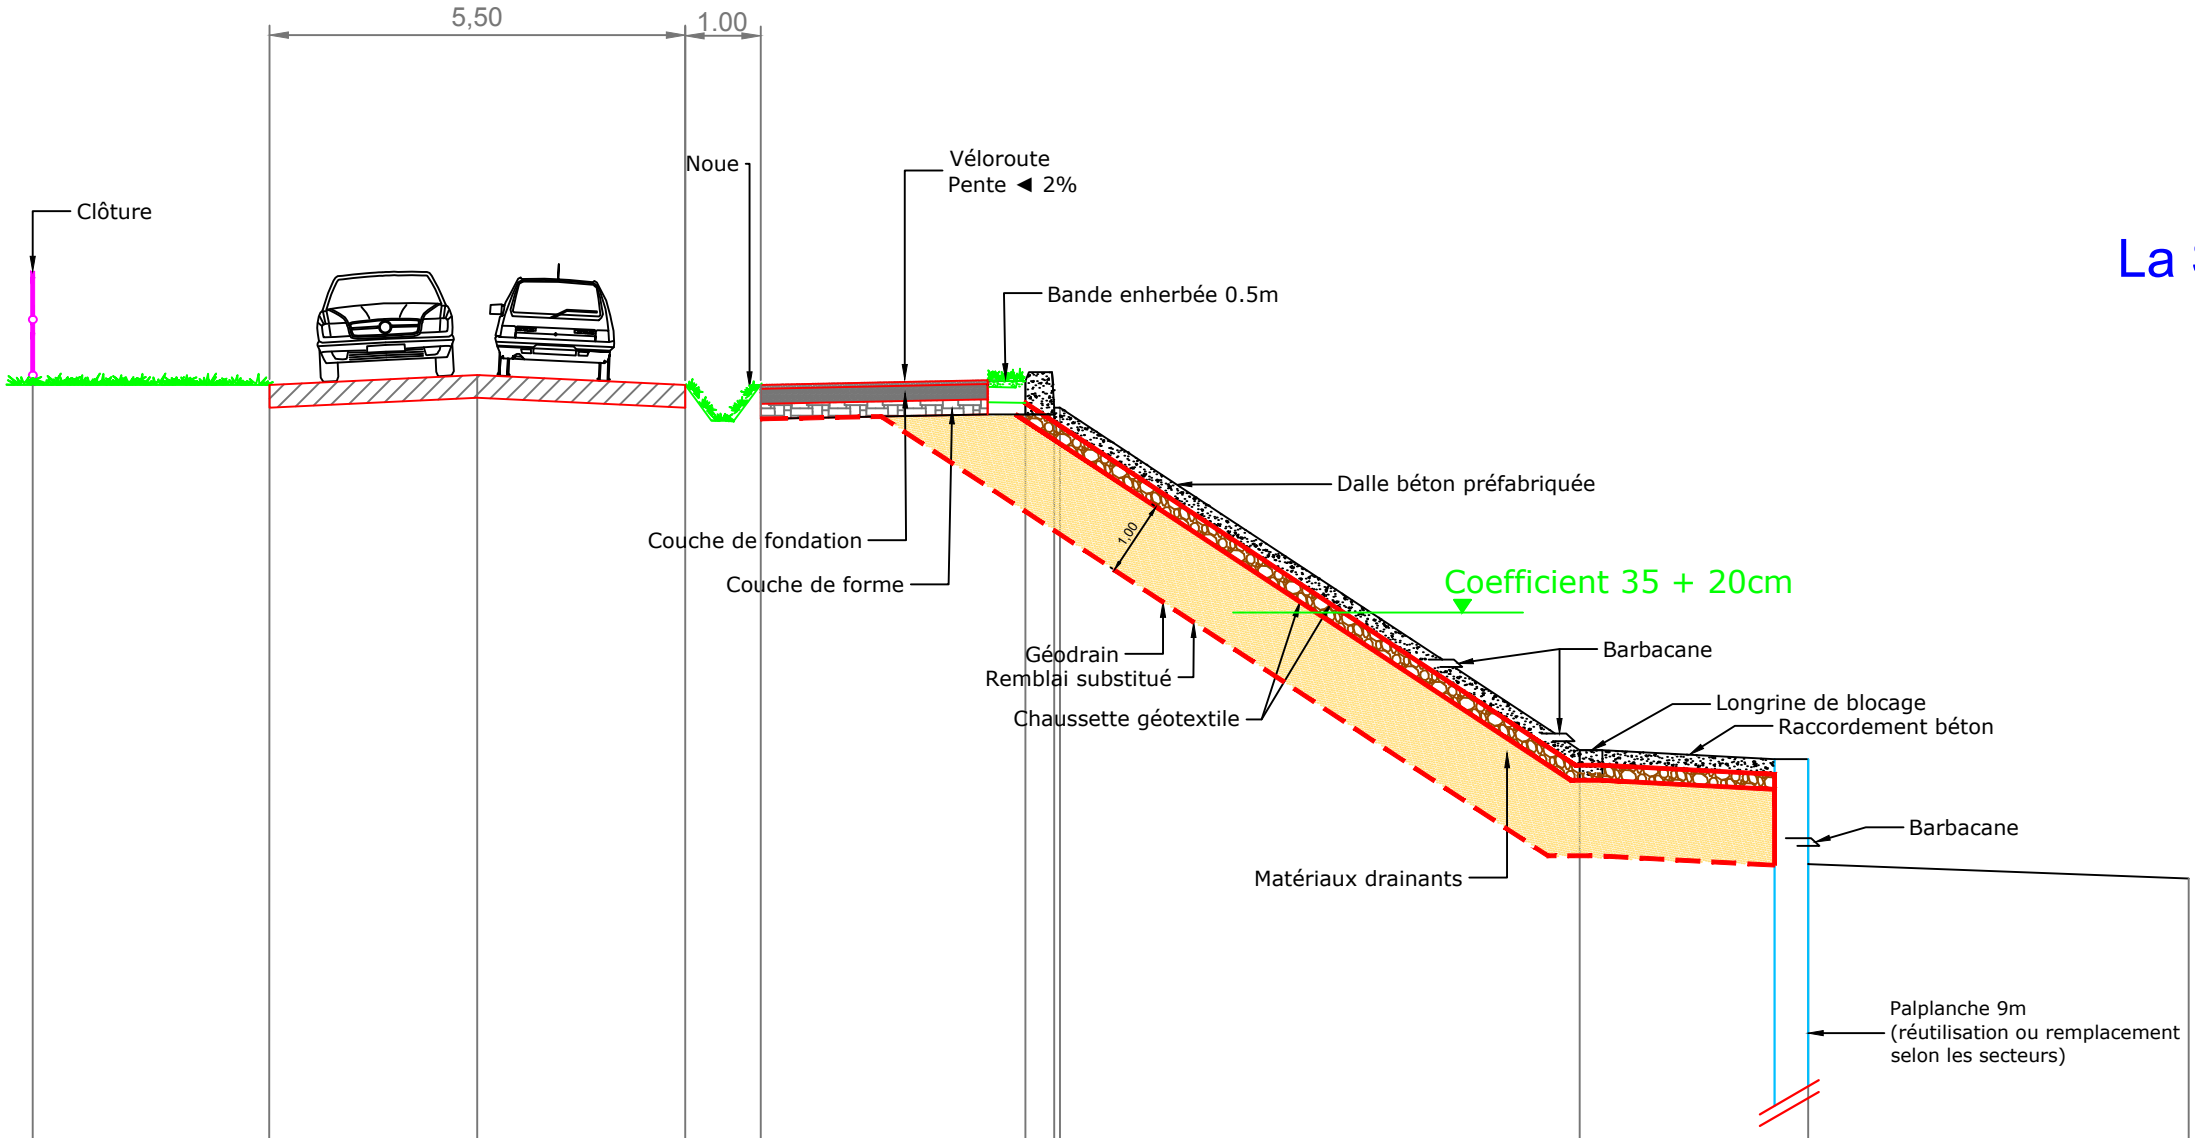 5,50
1.00
Noue
Véloroute
Pente ◄ 2%
Clôture
La
Bande enherbée 0.5m
Dalle béton préfabriquée
1,00
Couche de fondation
Couche de forme
Coefficient 35 + 20cm
Géodrain
Remblai substitué
Chaussette géotextile
Barbacane
Longrine de blocage
Raccordement béton
Barbacane
Matériaux drainants
Palplanche 9m
(réutilisation ou remplacement
selon les secteurs)